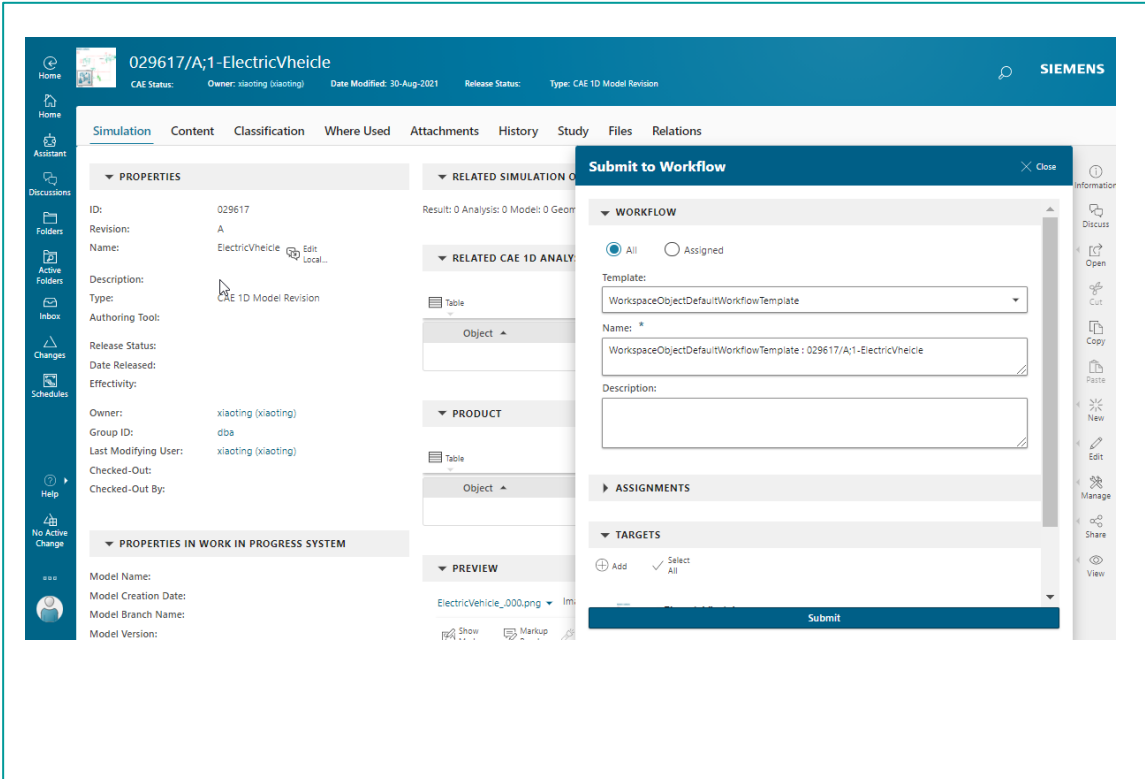 029617/A;1-ElectricVheicle
CAE Status: Owner: xiaoting (xiaoting) Date Modified: 30-Aug-2021 Release Status: Type: CAE 1D Model Revision
SIEMENS
Home
Home
Assistant
Discussions
Folders
Active
Folders
Inbox
Changes
Schedules
Help
No Active
Change
Simulation Content Classification Where Used Attachments History Study Files Relations
PROPERTIES
ID: 029617
Revision: A
Name: ElectricVheicle Edit
Local...
Description:
Type: CAE 1D Model Revision
Authoring Tool:
Release Status:
Date Released:
Effectivity:
Owner: xiaoting (xiaoting)
Group ID: dba
Last Modifying User: xiaoting (xiaoting)
Checked-Out:
Checked-Out By:
PROPERTIES IN WORK IN PROGRESS SYSTEM
Model Name:
Model Creation Date:
Model Branch Name:
Model Version:
RELATED SIMULATION O
Result: 0 Analysis: 0 Model: 0 Geom
RELATED CAE 1D ANALY
Table
Object
PRODUCT
Table
Object
PREVIEW
ElectricVehicle_.000.png Im
Show
Markup
Submit to Workflow
Close
WORKFLOW
All Assigned
Template:
WorkspaceObjectDefaultWorkflowTemplate
Name: *
WorkspaceObjectDefaultWorkflowTemplate : 029617/A;1-ElectricVheicle
Description:
ASSIGNMENTS
TARGETS
Add Select
All
Submit
Information
Discuss
Open
Cut
Copy
Paste
New
Edit
Manage
Share
View